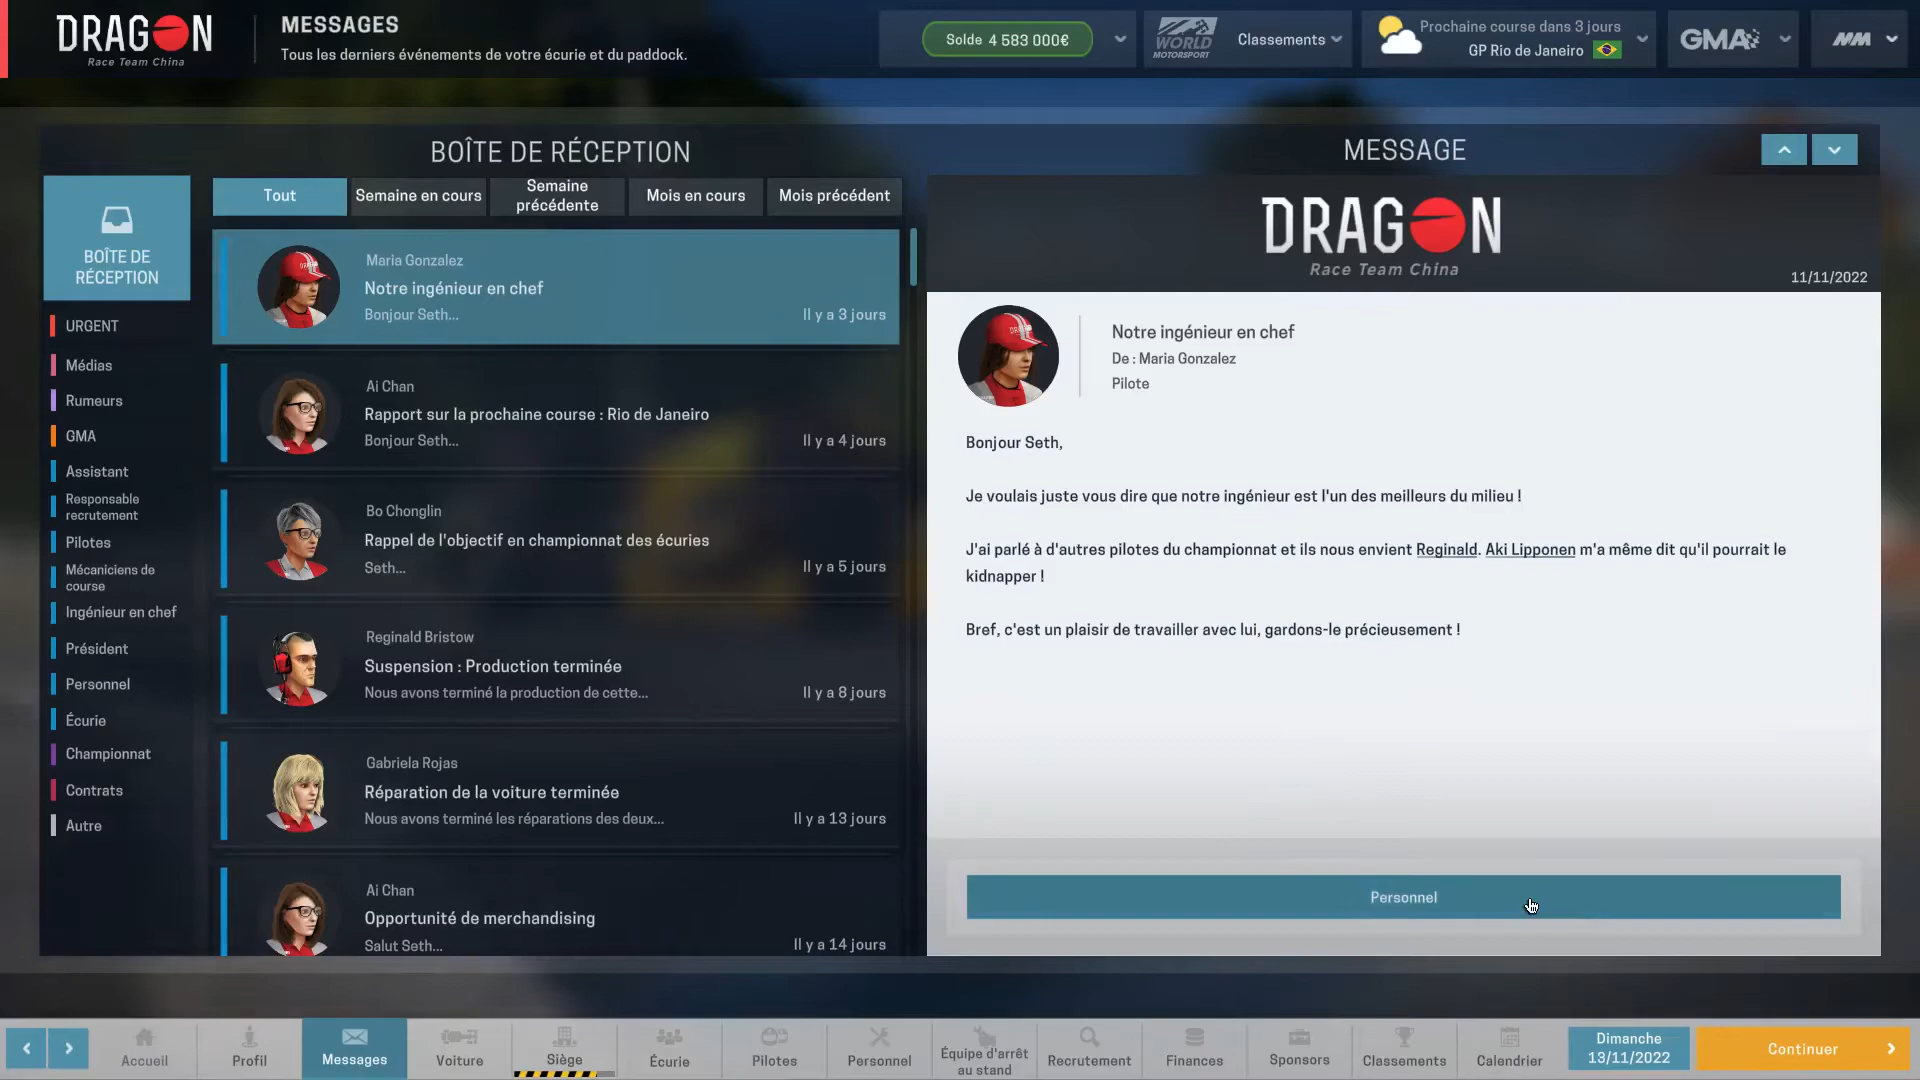 DRAGON
Race Team China
MESSAGES
Tous les derniers événements de votre écurie et du paddock.
Solde 4 583 000€
WORLD
MOTORSPORT
Classements
Prochaine course dans 3 jours
GP Rio de Janeiro
GMA
MM
BOÎTE DE RÉCEPTION
MESSAGE
BOÎTE DE
RÉCEPTION
URGENT
Médias
Rumeurs
GMA
Assistant
Responsable
recrutement
Pilotes
Mécaniciens de
course
Ingénieur en chef
Président
Personnel
Écurie
Championnat
Contrats
Autre
Tout
Semaine en cours
Semaine
précédente
Mois en cours
Mois précédent
Maria Gonzalez
Notre ingénieur en chef
Bonjour Seth...
Il y a 3 jours
Ai Chan
Rapport sur la prochaine course : Rio de Janeiro
Bonjour Seth...
Il y a 4 jours
Bo Chonglin
Rappel de l'objectif en championnat des écuries
Seth...
Il y a 5 jours
Reginald Bristow
Suspension : Production terminée
Nous avons terminé la production de cette...
Il y a 8 jours
Gabriela Rojas
Réparation de la voiture terminée
Nous avons terminé les réparations des deux...
Il y a 13 jours
Ai Chan
Opportunité de merchandising
Salut Seth...
Il y a 14 jours
DRAGON
Race Team China
11/11/2022
Notre ingénieur en chef
De : Maria Gonzalez
Pilote
Bonjour Seth,
Je voulais juste vous dire que notre ingénieur est l'un des meilleurs du milieu !
J'ai parlé à d'autres pilotes du championnat et ils nous envient Reginald. Aki Lipponen m'a même dit qu'il pourrait le
kidnapper !
Bref, c'est un plaisir de travailler avec lui, gardons-le précieusement !
Personnel
Accueil
Profil
Messages
Voiture
Siège
Écurie
Pilotes
Personnel
Équipe d'arrêt
au stand
Recrutement
Finances
Sponsors
Classements
Calendrier
Dimanche
13/11/2022
Continuer